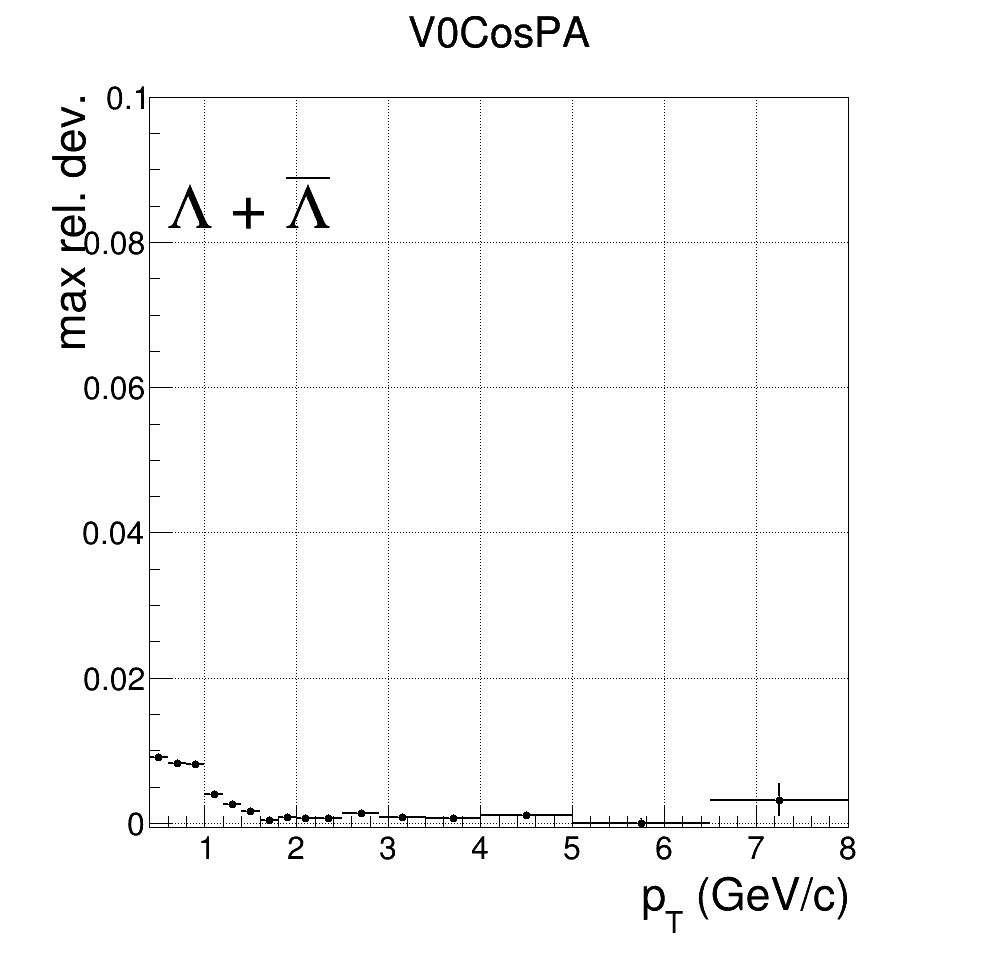 V0CosPA
max rel. dev.
0.1
Λ + Λ̅
0.08
0.06
0.04
0.02
0
1 2 3 4 5 6 7 8
p_T (GeV/c)